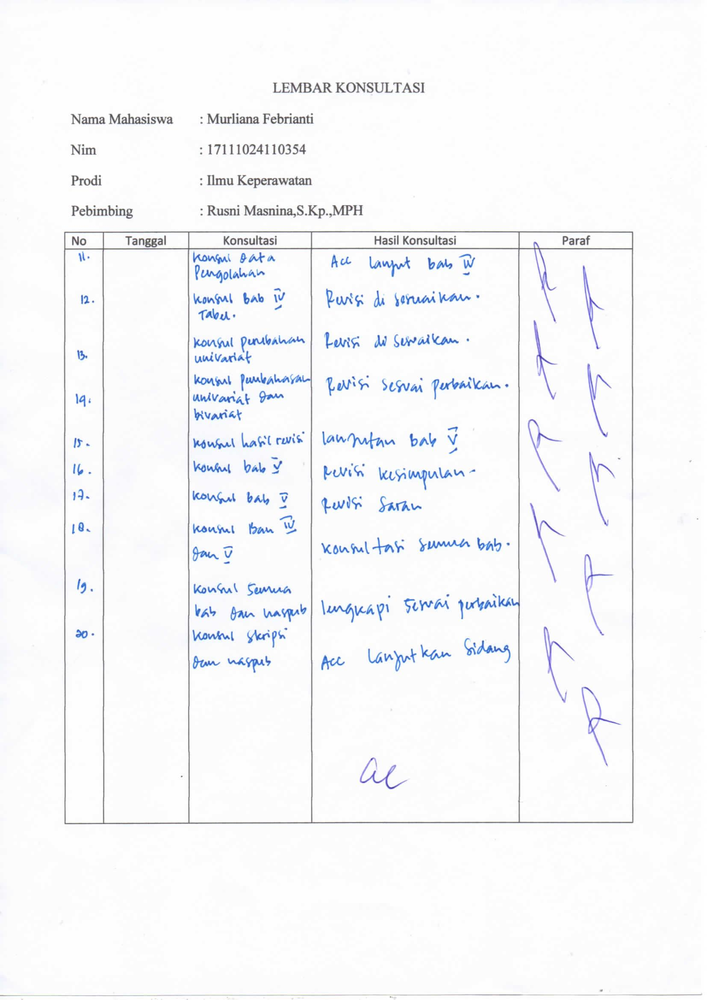 LEMBAR KONSULTASI
Nama Mahasiswa : Murliana Febrianti
Nim : 17111024110354
Prodi : Ilmu Keperawatan
Pebimbing : Rusni Masnina,S.Kp.,MPH
No Tanggal Konsultasi Hasil Konsultasi Paraf
11. Konsul data Acc lanjut bab IV
Pengolahan
12. Konsul bab IV Revisi di sesuaikan.
Tabel.
Konsul Revisi di sesuaikan.
13. univariat
Konsul Pembahasan Revisi sesuai perbaikan.
14. univariat dan
bivariat
15. Konsul hasil revisi lanjutan bab V
16. Konsul bab V Revisi kesimpulan
17. Konsul bab V Revisi Saran
18. Konsul Bab IV
dan V Konsultasi semua bab.
19. Konsul Semua
bab dan naspub lengkapi sesuai perbaikan
20. Konsul Skripsi
dan naspub Acc lanjutkan Sidang